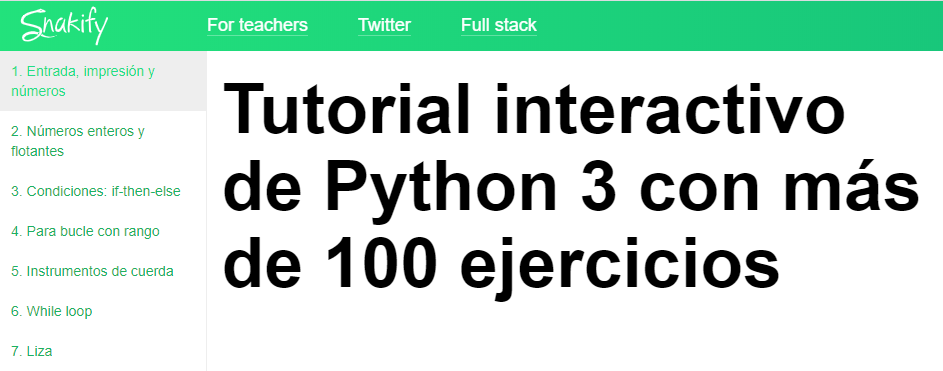 Snakify
For teachers
Twitter
Full stack
1. Entrada, impresión y
números
2. Números enteros y
flotantes
3. Condiciones: if-then-else
4. Para bucle con rango
5. Instrumentos de cuerda
6. While loop
7. Liza
Tutorial interactivo
de Python 3 con más
de 100 ejercicios